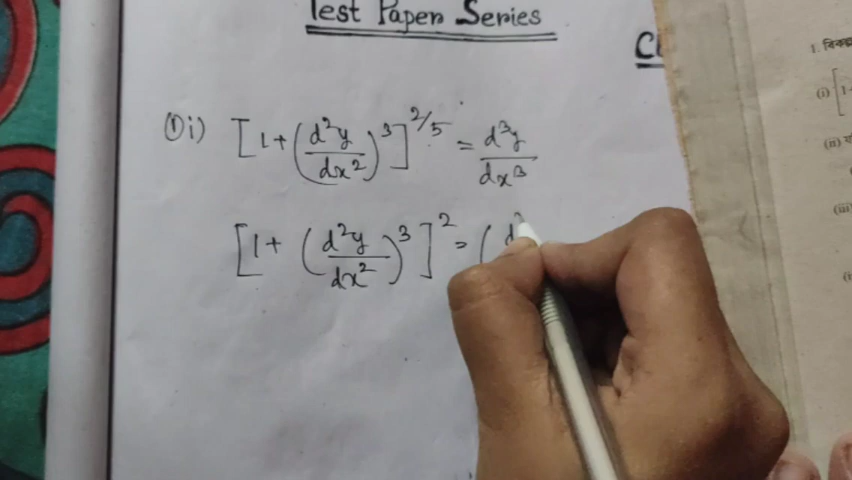 Test Paper Series
①i) [1+(d²y/dx²)³]^2/5 = d³y/dx³
[1+ (d²y/dx²)³]² = (d
1.
(i) [1+
(ii)
(iii)